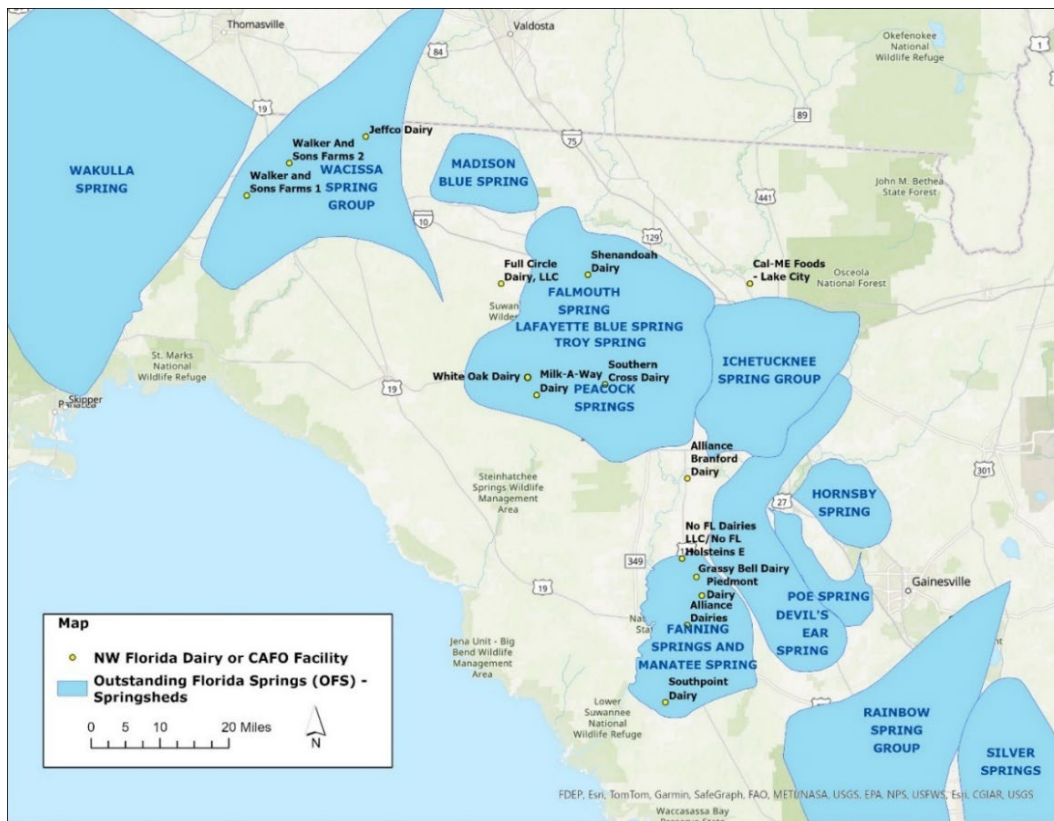 Thomasville
Valdosta
Okefenokee
National
Wildlife Refuge
1
84
19
89
Jeffco Dairy
Walker And
Sons Farms 2
75
WAKULLA
SPRING
WACISSA
SPRING
GROUP
Walker and
Sons Farms 1
MADISON
BLUE SPRING
John M. Bethea
State Forest
441
10
129
Full Circle
Dairy, LLC
Shenandoah
Dairy
Cal-ME Foods
- Lake City
Osceola
National Forest
FALMOUTH
SPRING
LAFAYETTE BLUE SPRING
TROY SPRING
St. Marks
National
Wildlife Refuge
ICHETUCKNEE
SPRING GROUP
19
White Oak Dairy
Milk-A-Way
Dairy
Southern
Cross Dairy
PEACOCK
SPRINGS
Skipper
Alliance
Branford
Dairy
301
Steinhatchee
Springs Wildlife
Management
Area
27
HORNSBY
SPRING
No FL Dairies
LLC/No FL
Holsteins E
349
Grassy Bell Dairy
Piedmont
Dairy
Gainesville
19
POE SPRING
DEVIL'S
EAR
SPRING
Alliance
Dairies
FANNING
SPRINGS AND
MANATEE SPRING
Jena Unit - Big
Bend Wildlife
Management
Area
Southpoint
Dairy
Lower
Suwannee
National
Wildlife Refuge
RAINBOW
SPRING
GROUP
SILVER
SPRINGS
Map
NW Florida Dairy or CAFO Facility
Outstanding Florida Springs (OFS) -
Springsheds
0 5 10 20 Miles
N
FDEP, Esri, TomTom, Garmin, SafeGraph, FAO, METI/NASA, USGS, EPA, NPS, USFWS, Esri, CGIAR, USGS
Waccasassa Bay